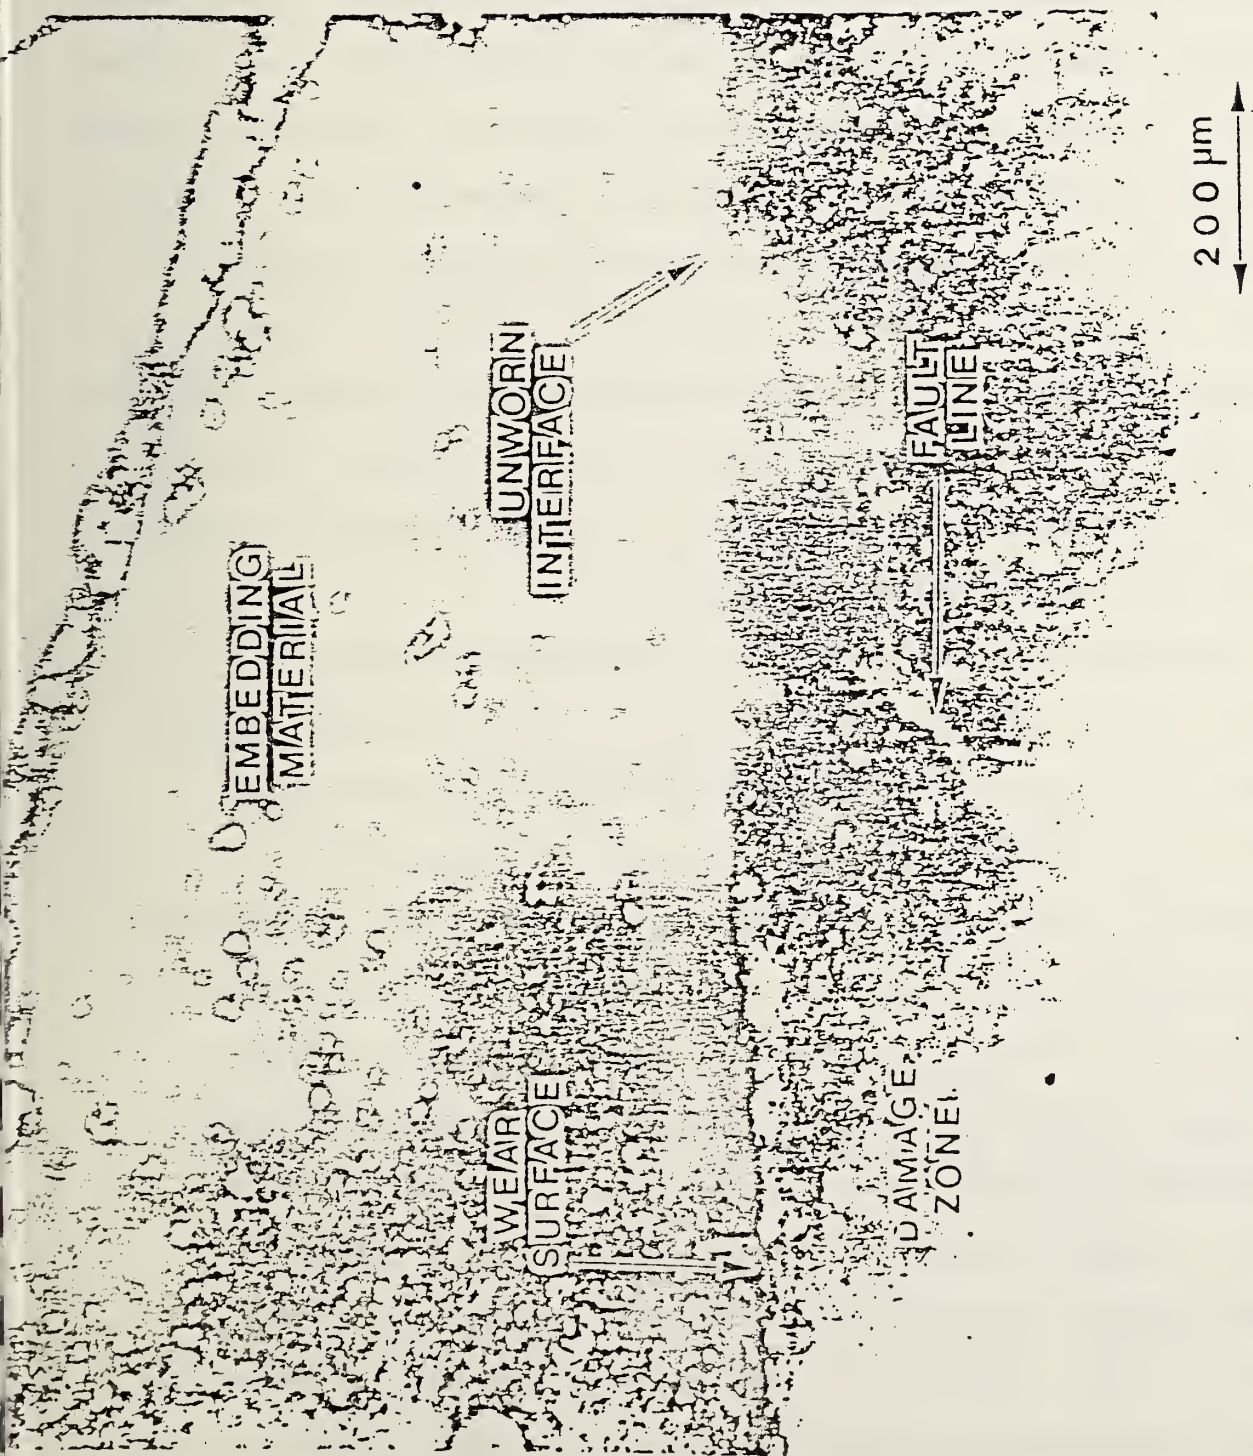 EMBEDDING
MATERIAL
UNWORN
INTERFACE
WEAR
SURFACE
FAULT
LINE
DAMAGE
ZONE
200 µm